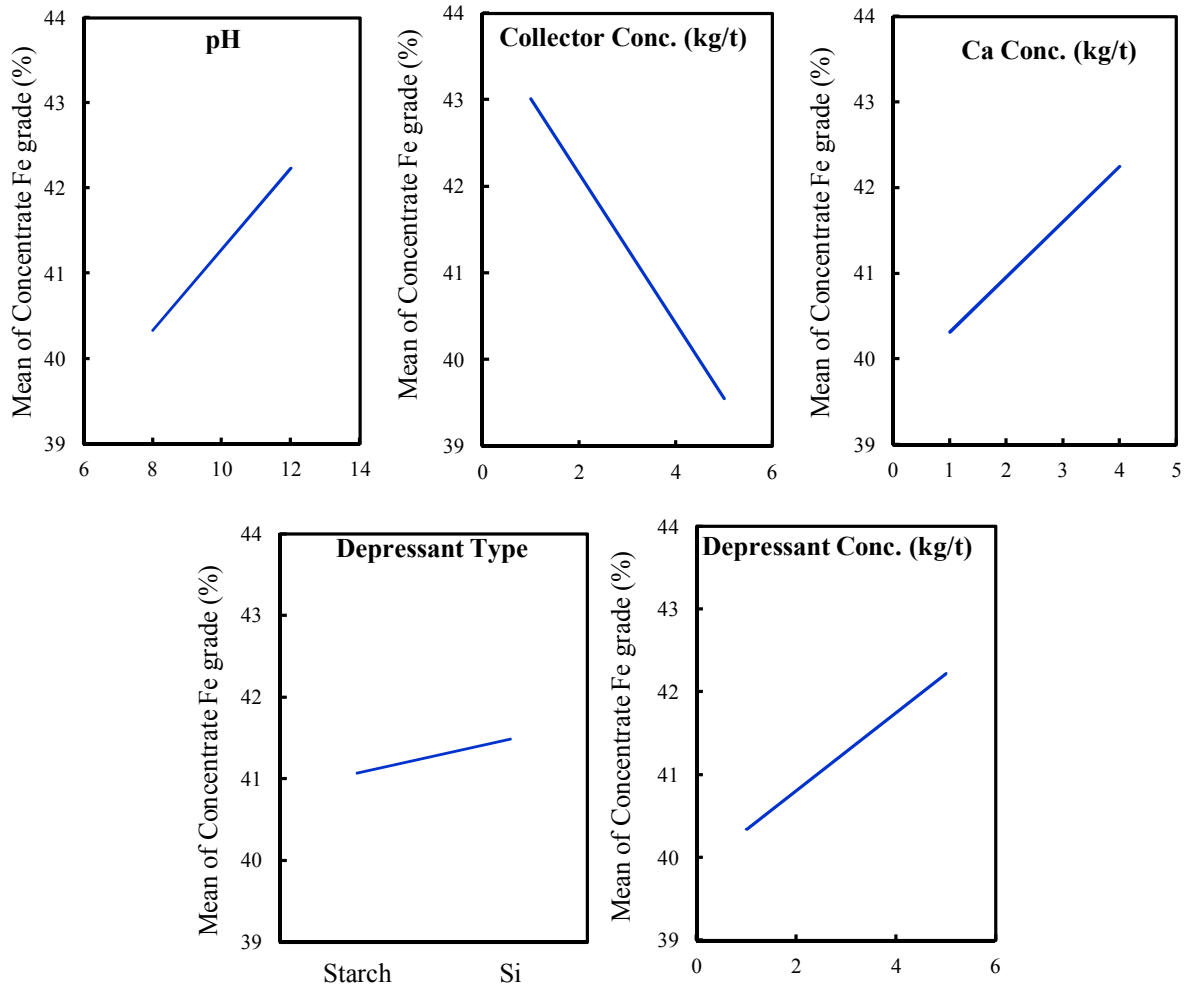 pH
Mean of Concentrate Fe grade (%)
44
43
42
41
40
39
6 8 10 12 14
Collector Conc. (kg/t)
Mean of Concentrate Fe grade (%)
44
43
42
41
40
39
0 2 4 6
Ca Conc. (kg/t)
Mean of Concentrate Fe grade (%)
44
43
42
41
40
39
0 1 2 3 4 5
Depressant Type
Mean of Concentrate Fe grade (%)
44
43
42
41
40
39
Starch Si
Depressant Conc. (kg/t)
Mean of Concentrate Fe grade (%)
44
43
42
41
40
39
0 2 4 6